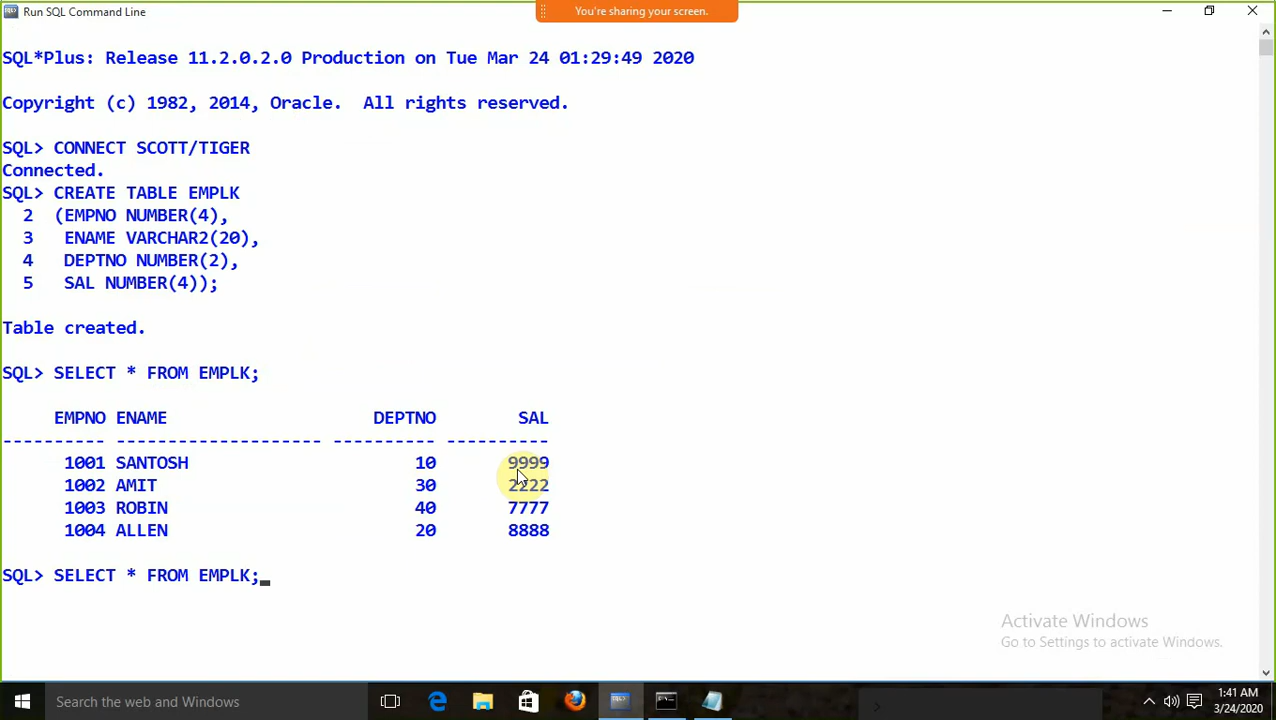 Run SQL Command Line
You're sharing your screen.
SQL*Plus: Release 11.2.0.2.0 Production on Tue Mar 24 01:29:49 2020
Copyright (c) 1982, 2014, Oracle.  All rights reserved.
SQL> CONNECT SCOTT/TIGER
Connected.
SQL> CREATE TABLE EMPLK
  2  (EMPNO NUMBER(4),
  3   ENAME VARCHAR2(20),
  4   DEPTNO NUMBER(2),
  5   SAL NUMBER(4));
Table created.
SQL> SELECT * FROM EMPLK;
     EMPNO ENAME                    DEPTNO        SAL
---------- -------------------- ---------- ----------
      1001 SANTOSH                      10       9999
      1002 AMIT                         30       2222
      1003 ROBIN                        40       7777
      1004 ALLEN                        20       8888
SQL> SELECT * FROM EMPLK;
Activate Windows
Go to Settings to activate Windows.
Search the web and Windows
1:41 AM
3/24/2020